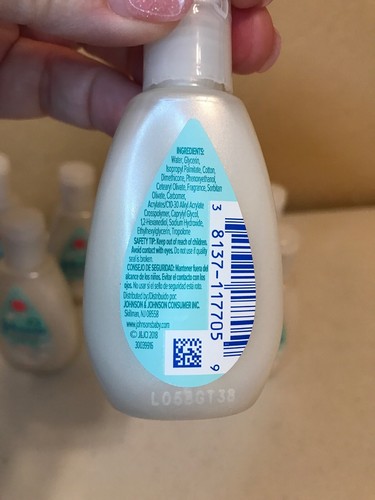 INGREDIENTS:
Water, Glycerin,
Isopropyl Palmitate, Cotton,
Dimethicone, Phenoxyethanol,
Cetearyl Olivate, Fragrance, Sorbitan
Olivate, Carbomer,
Acrylates/C10-30 Alkyl Acrylate
Crosspolymer, Caprylyl Glycol,
1,2-Hexanediol, Sodium Hydroxide,
Ethylhexylglycerin, Tropolone
SAFETY TIP: Keep out of reach of children.
Avoid contact with eyes. Do not use if quality
seal is broken.
CONSEJO DE SEGURIDAD: Mantener fuera del
alcance de los niños. Evitar el contacto con los
ojos. No usar si el sello de seguridad está roto.
Distributed by:/Distribuido por:
JOHNSON & JOHNSON CONSUMER INC.
Skillman, NJ 08558
www.johnsonsbaby.com
© J&JCI 2018
3 8137-117705 9